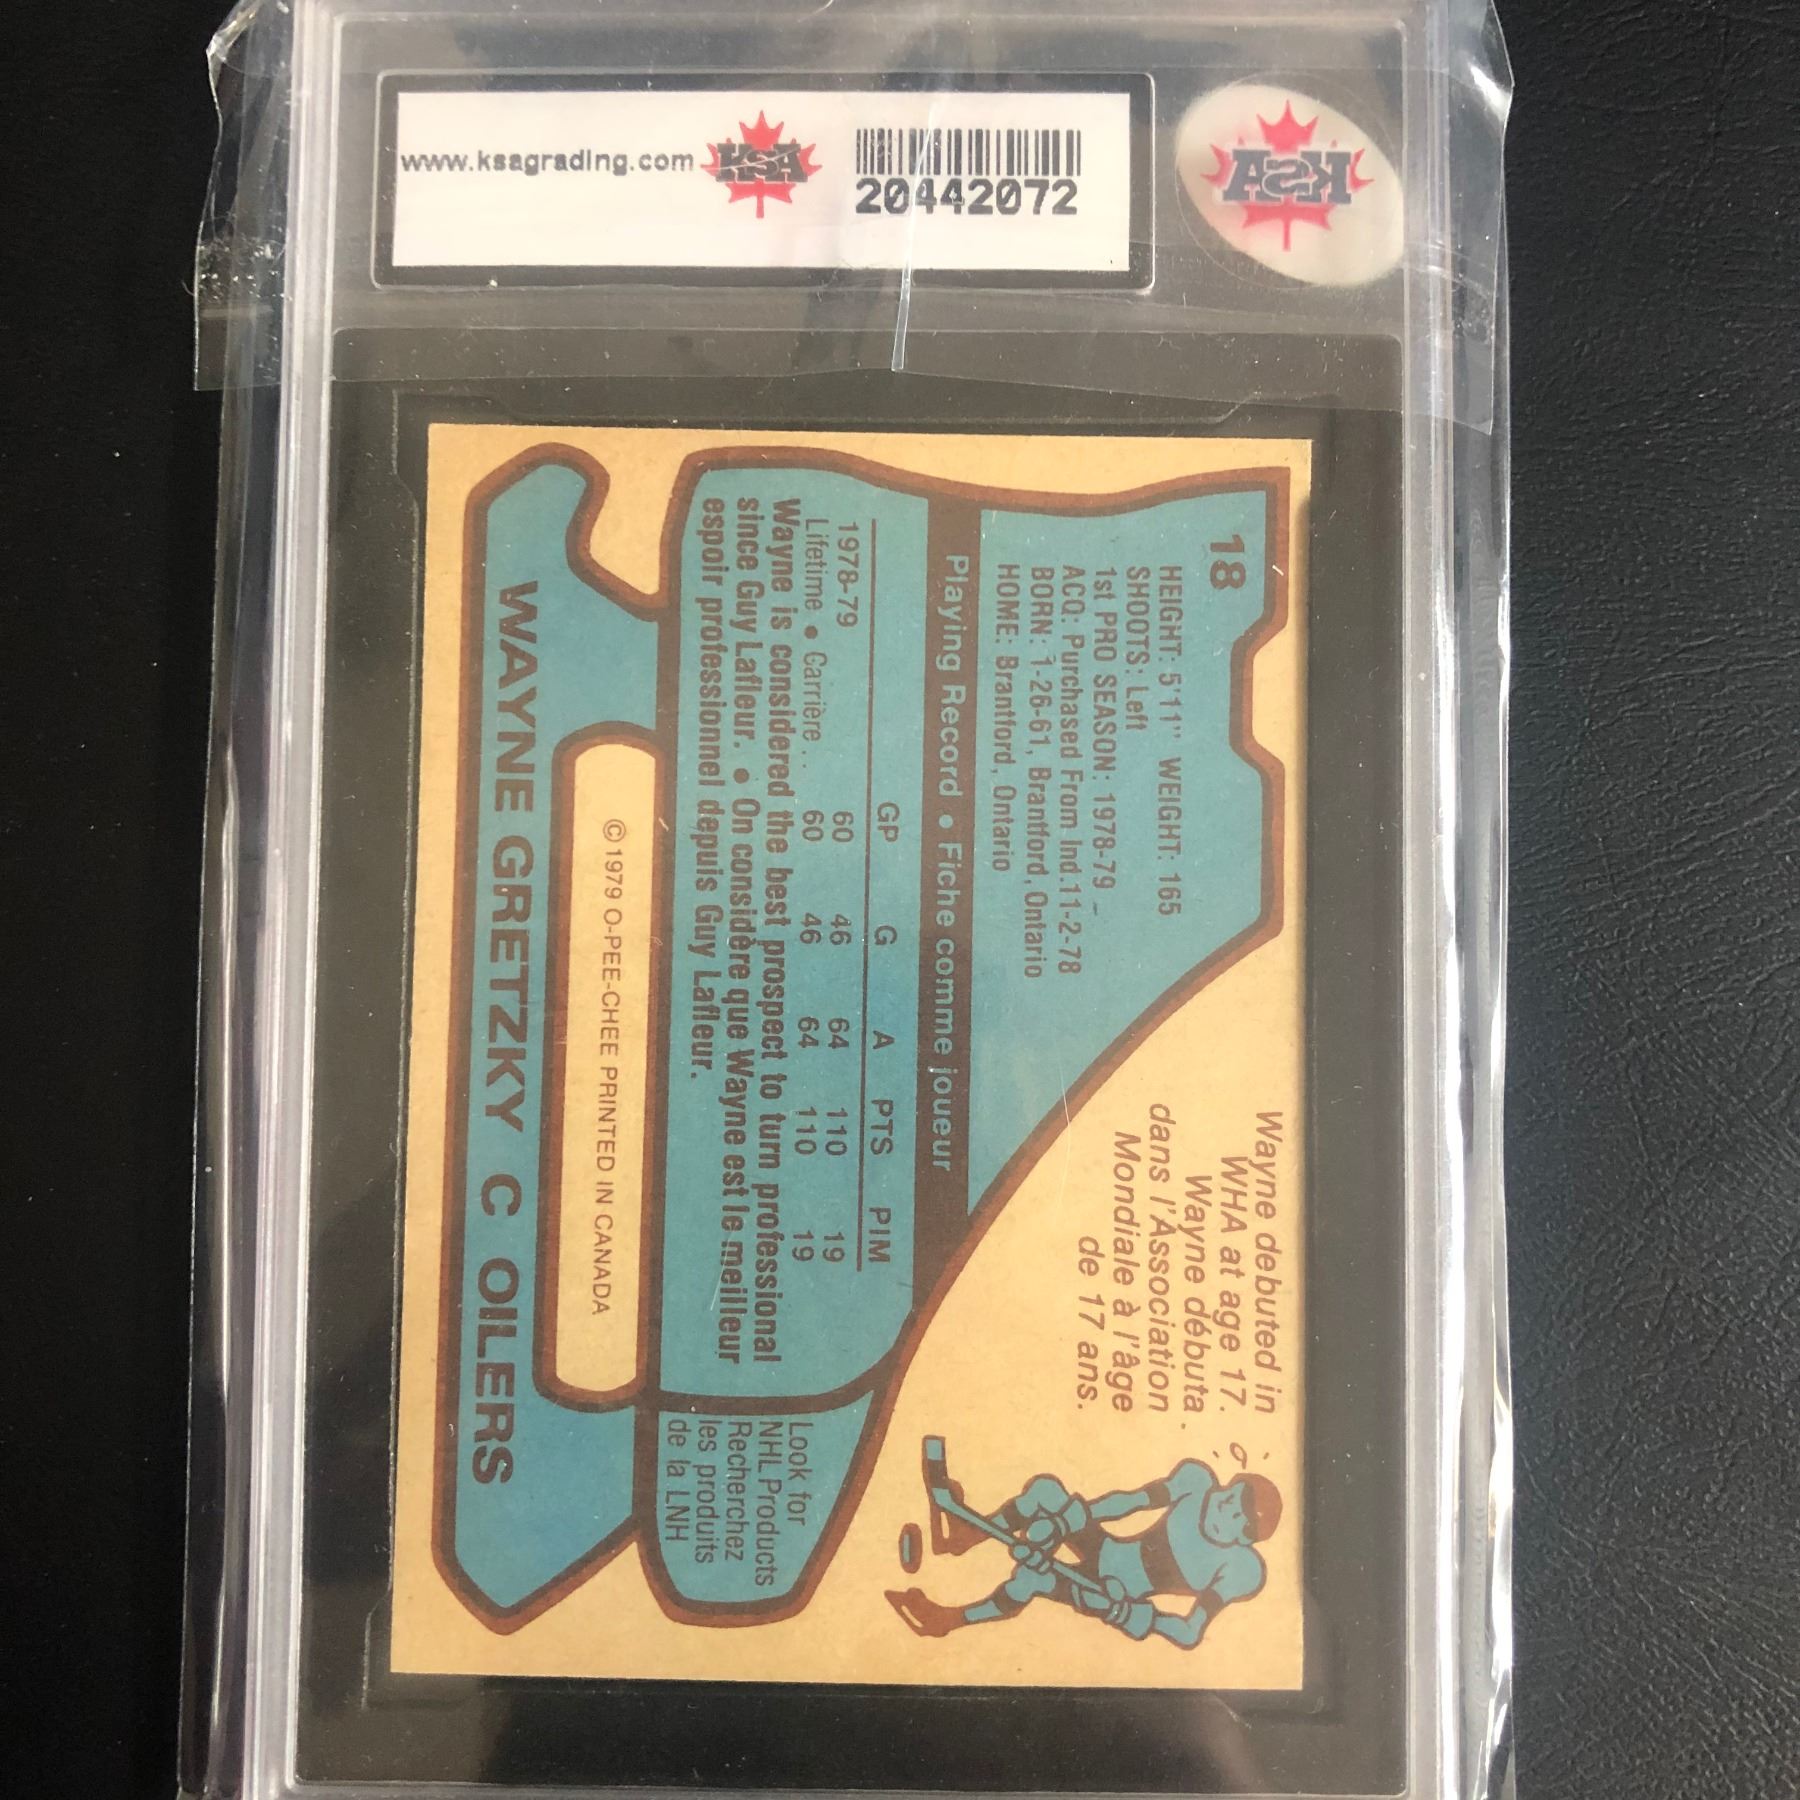 www.ksagrading.com
KSA
20442072
KSA
18
HEIGHT: 5'11" WEIGHT: 165
SHOOTS: Left
1st PRO SEASON: 1978-79
ACQ: Purchased From Ind.11-2-78
BORN: 1-26-61, Brantford, Ontario
HOME: Brantford, Ontario
Wayne debuted in
WHA at age 17.
Wayne débuta
dans l'Association
Mondiale à l'âge
de 17 ans.
Playing Record • Fiche comme joueur
GP G A PTS PIM
1978-79 60 46 64 110 19
Lifetime • Carrière . . 60 46 64 110 19
Wayne is considered the best prospect to turn professional
since Guy Lafleur. • On considère que Wayne est le meilleur
espoir professionnel depuis Guy Lafleur.
Look for
NHL Products
Recherchez
les produits
de la LNH
©1979 O-PEE-CHEE PRINTED IN CANADA
WAYNE GRETZKY C OILERS